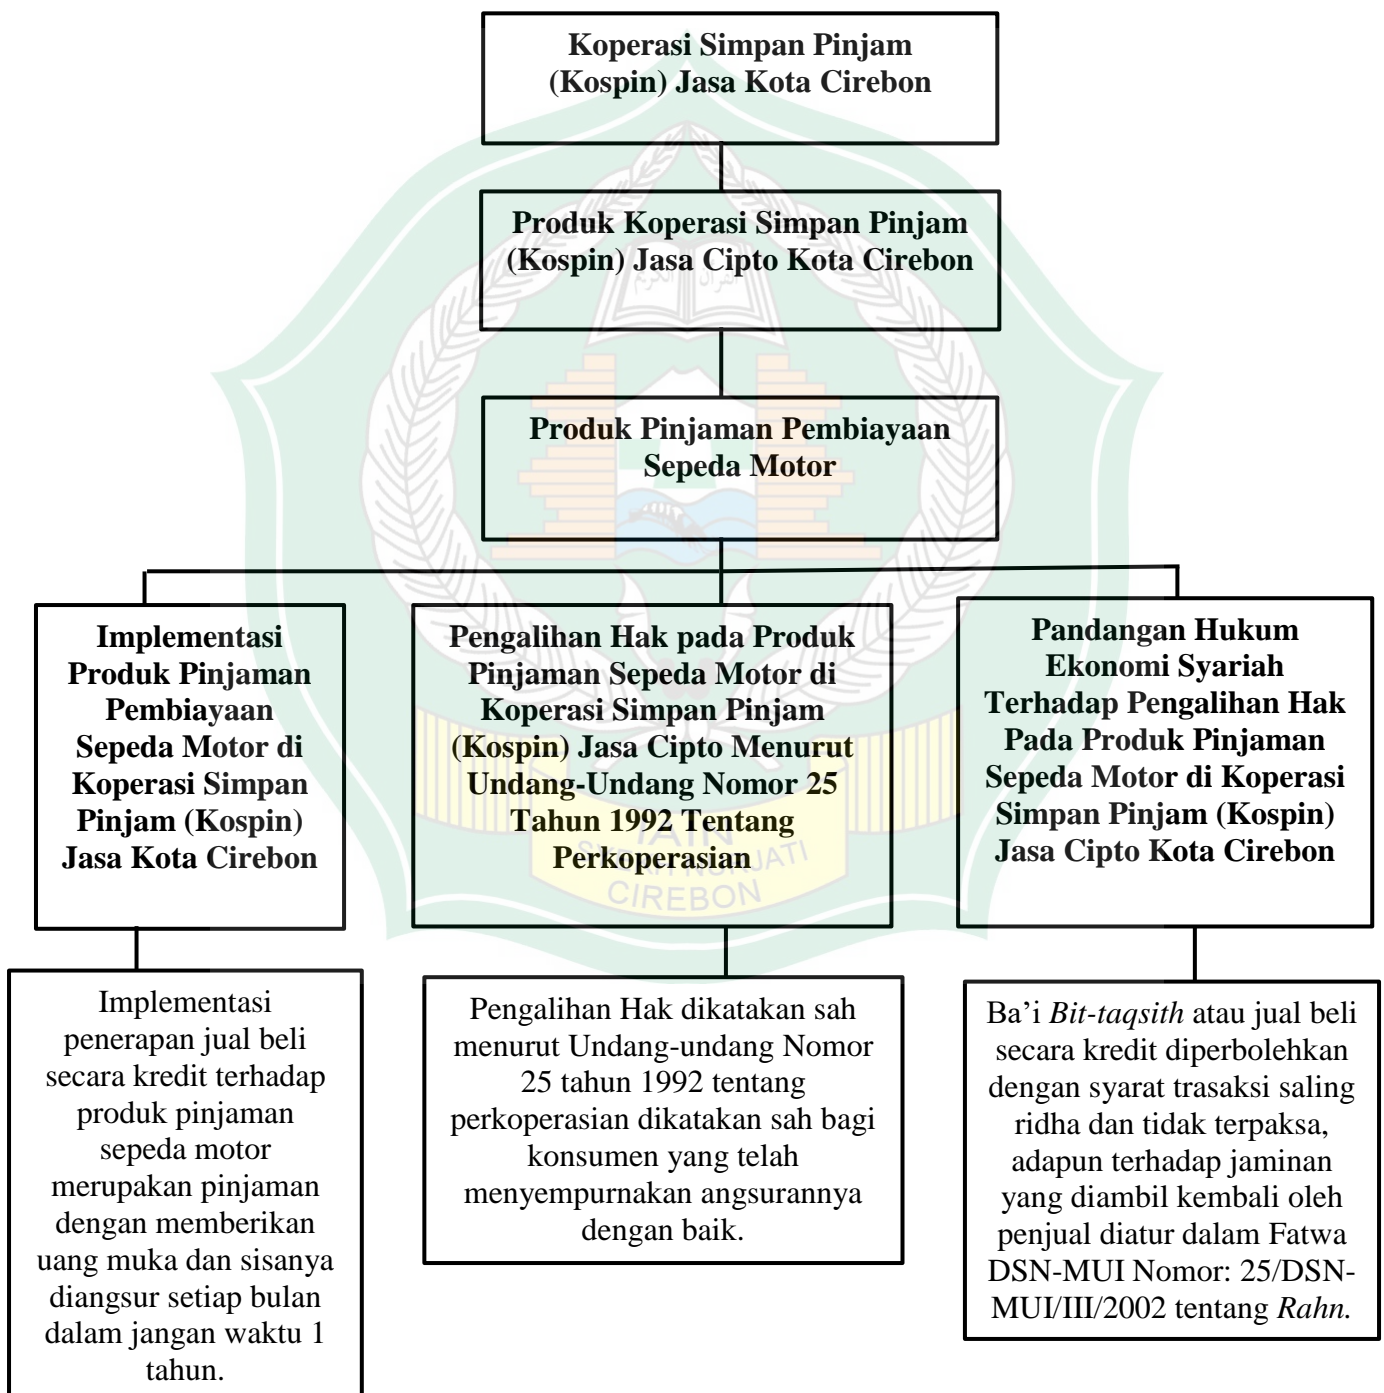 Koperasi Simpan Pinjam
(Kospin) Jasa Kota Cirebon
Produk Koperasi Simpan Pinjam
(Kospin) Jasa Cipto Kota Cirebon
Produk Pinjaman Pembiayaan
Sepeda Motor
Implementasi
Produk Pinjaman
Pembiayaan
Sepeda Motor di
Koperasi Simpan
Pinjam (Kospin)
Jasa Kota Cirebon
Pengalihan Hak pada Produk
Pinjaman Sepeda Motor di
Koperasi Simpan Pinjam
(Kospin) Jasa Cipto Menurut
Undang-Undang Nomor 25
Tahun 1992 Tentang
Perkoperasian
Pandangan Hukum
Ekonomi Syariah
Terhadap Pengalihan Hak
Pada Produk Pinjaman
Sepeda Motor di Koperasi
Simpan Pinjam (Kospin)
Jasa Cipto Kota Cirebon
IAIN
SYEKH NURJATI
CIREBON
Implementasi
penerapan jual beli
secara kredit terhadap
produk pinjaman
sepeda motor
merupakan pinjaman
dengan memberikan
uang muka dan sisanya
diangsur setiap bulan
dalam jangan waktu 1
tahun.
Pengalihan Hak dikatakan sah
menurut Undang-undang Nomor
25 tahun 1992 tentang
perkoperasian dikatakan sah bagi
konsumen yang telah
menyempurnakan angsurannya
dengan baik.
Ba’i Bit-taqsith atau jual beli
secara kredit diperbolehkan
dengan syarat trasaksi saling
ridha dan tidak terpaksa,
adapun terhadap jaminan
yang diambil kembali oleh
penjual diatur dalam Fatwa
DSN-MUI Nomor: 25/DSN-
MUI/III/2002 tentang Rahn.